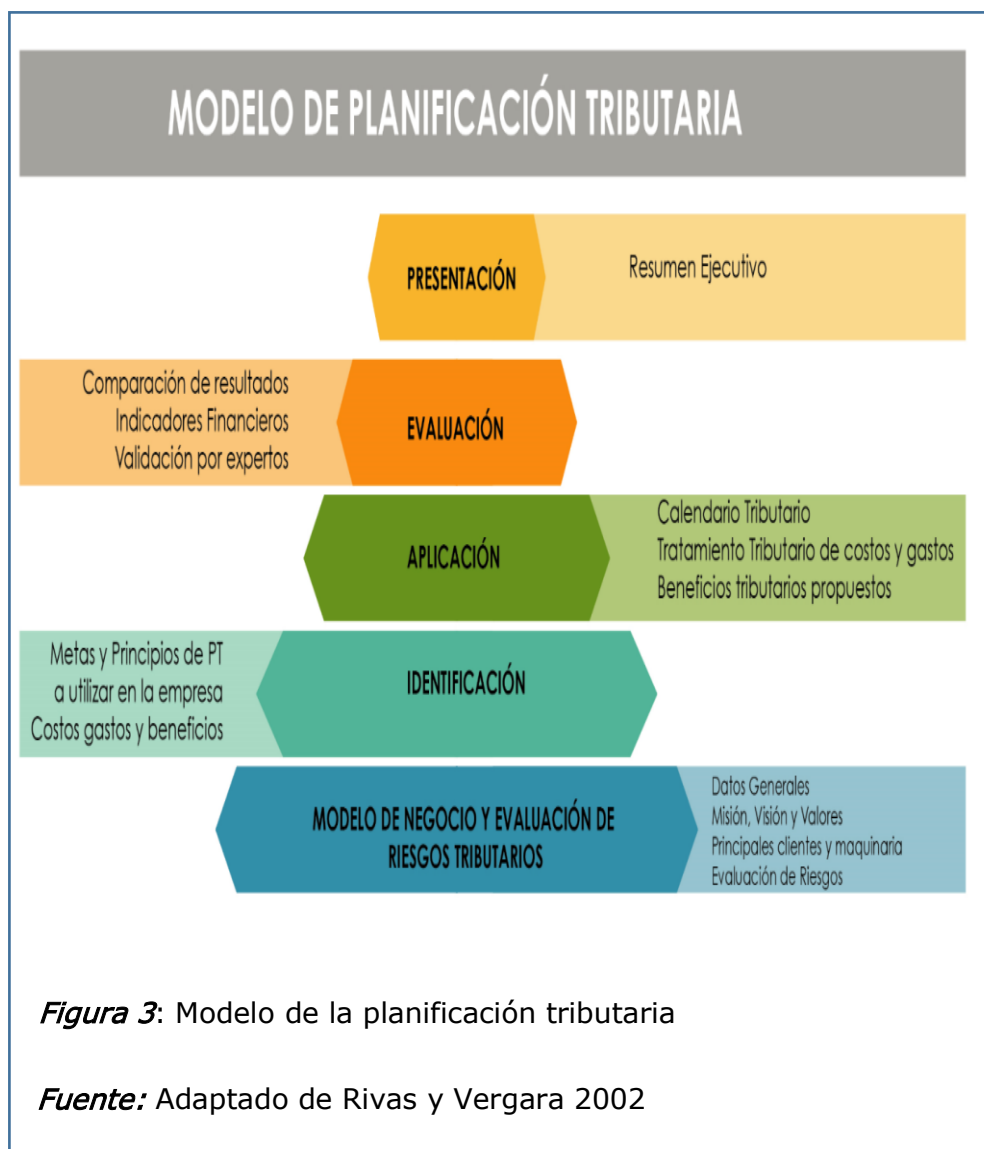 MODELO DE PLANIFICACIÓN TRIBUTARIA
PRESENTACIÓN
Resumen Ejecutivo
Comparación de resultados
Indicadores Financieros
Validación por expertos
EVALUACIÓN
APLICACIÓN
Calendario Tributario
Tratamiento Tributario de costos y gastos
Beneficios tributarios propuestos
Metas y Principios de PT
a utilizar en la empresa
Costos gastos y beneficios
IDENTIFICACIÓN
MODELO DE NEGOCIO Y EVALUACIÓN DE
RIESGOS TRIBUTARIOS
Datos Generales
Misión, Visión y Valores
Principales clientes y maquinaria
Evaluación de Riesgos
Figura 3: Modelo de la planificación tributaria
Fuente: Adaptado de Rivas y Vergara 2002